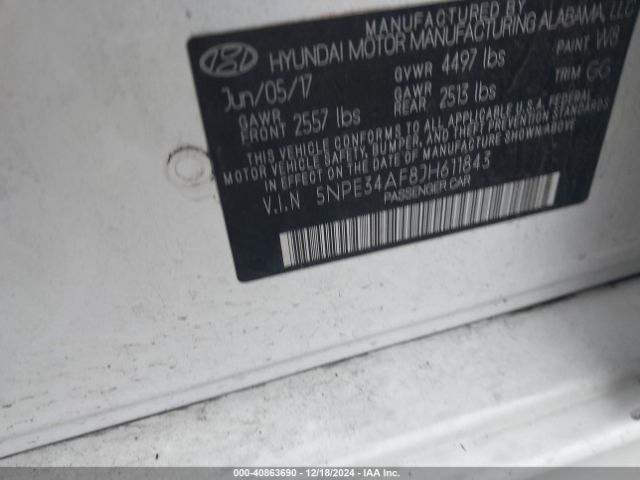 MANUFACTURED BY
HYUNDAI MOTOR MANUFACTURING ALABAMA, LLC
Jun/05/17 GVWR 4497 lbs PAINT W8
GAWR FRONT 2557 lbs GAWR REAR 2513 lbs TRIM GG
THIS VEHICLE CONFORMS TO ALL APPLICABLE U.S.A. FEDERAL
MOTOR VEHICLE SAFETY, BUMPER, AND THEFT PREVENTION STANDARDS
IN EFFECT ON THE DATE OF MANUFACTURE SHOWN ABOVE.
V.I.N 5NPE34AF8JH611843
PASSENGER CAR
000-40863690 - 12/18/2024 - IAA Inc.